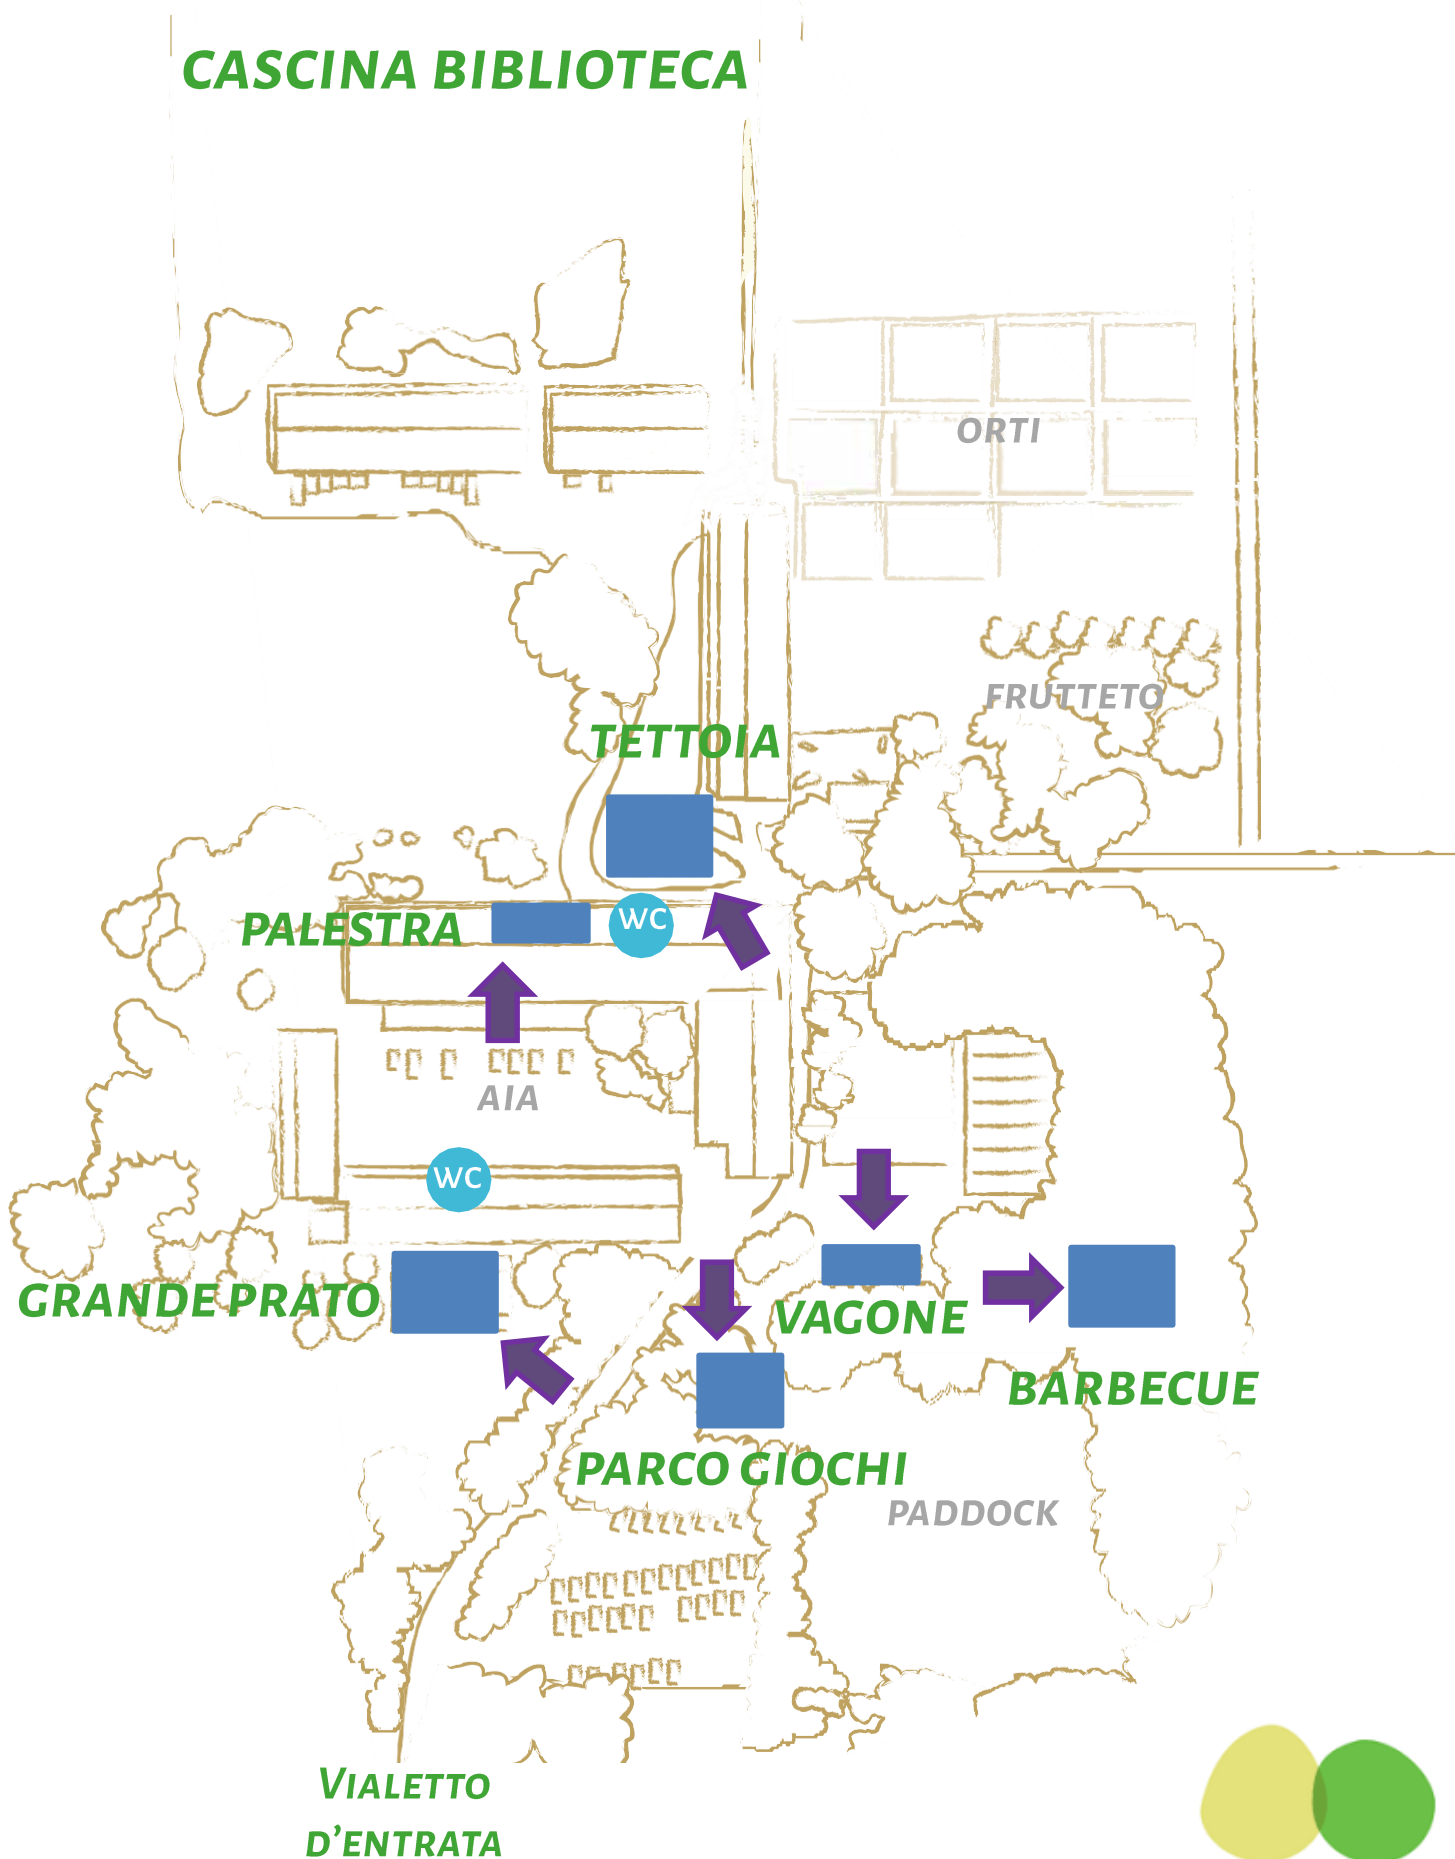 CASCINA BIBLIOTECA
ORTI
FRUTTETO
TETTOIA
PALESTRA
WC
AIA
WC
GRANDE PRATO
VAGONE
BARBECUE
PARCO GIOCHI
PADDOCK
VIALETTO
D'ENTRATA